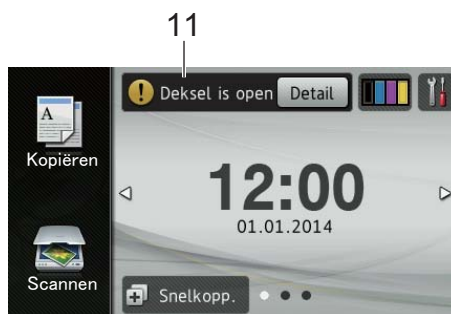 11
Deksel is open Detail
A
Kopiëren
12:00
01.01.2014
Scannen
Snelkopp.